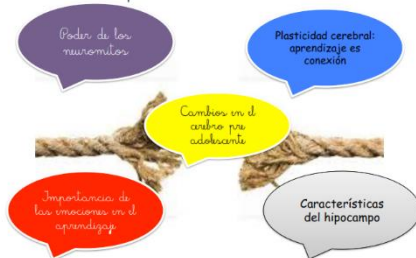 Poder de los
neuromitos
Plasticidad cerebral:
aprendizaje es
conexión
Cambios en el
cerebro pre
adolescente
Importancia de
las emociones en el
aprendizaje
Características
del hipocampo